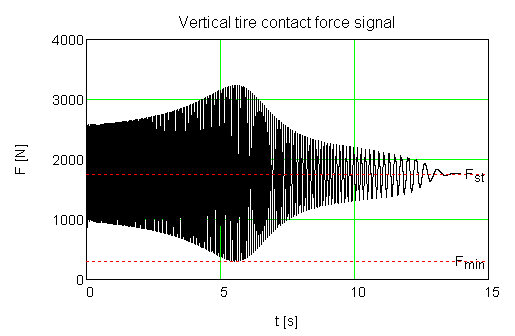 Vertical tire contact force signal
4000
3000
2000
1000
0
F [N]
Fst
Fmin
0 5 10 15
t [s]